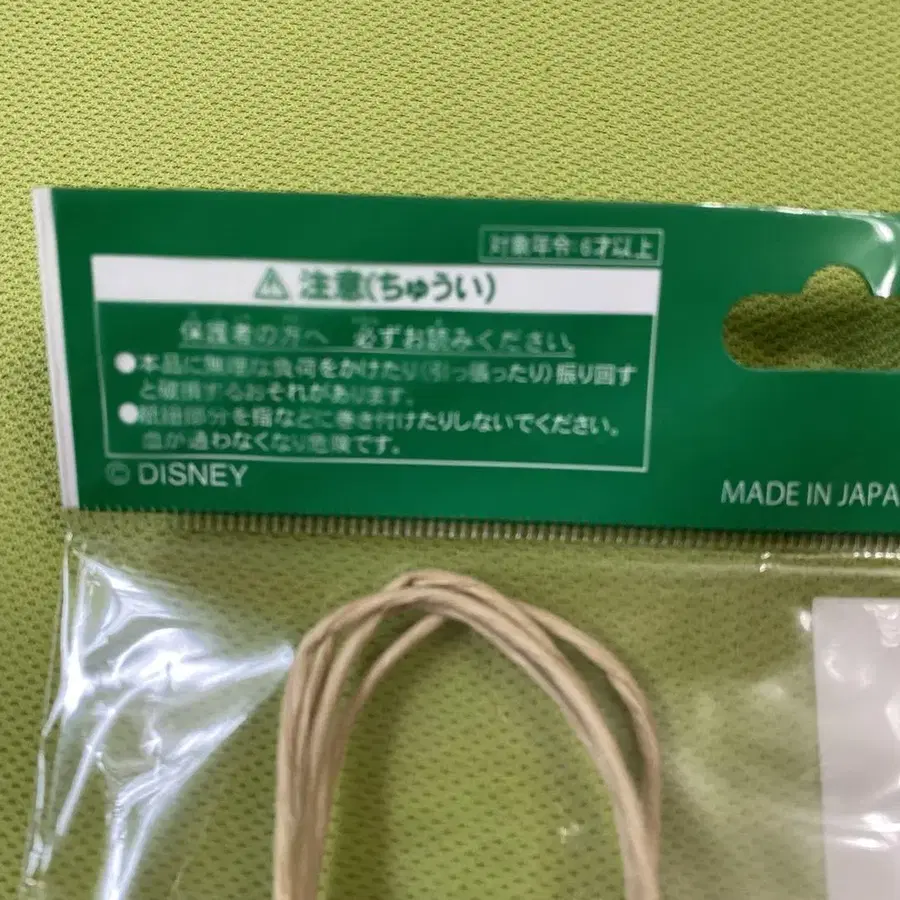 対象年令:6才以上
⚠ 注意(ちゅうい)
保護者の方へ 必ずお読みください。
●本品に無理な負荷をかけたり(引っ張ったり)振り回す
と破損するおそれがあります。
●紙紐部分を指などに巻き付けたりしないでください。
血が通わなくなり危険です。
© DISNEY
MADE IN JAPA